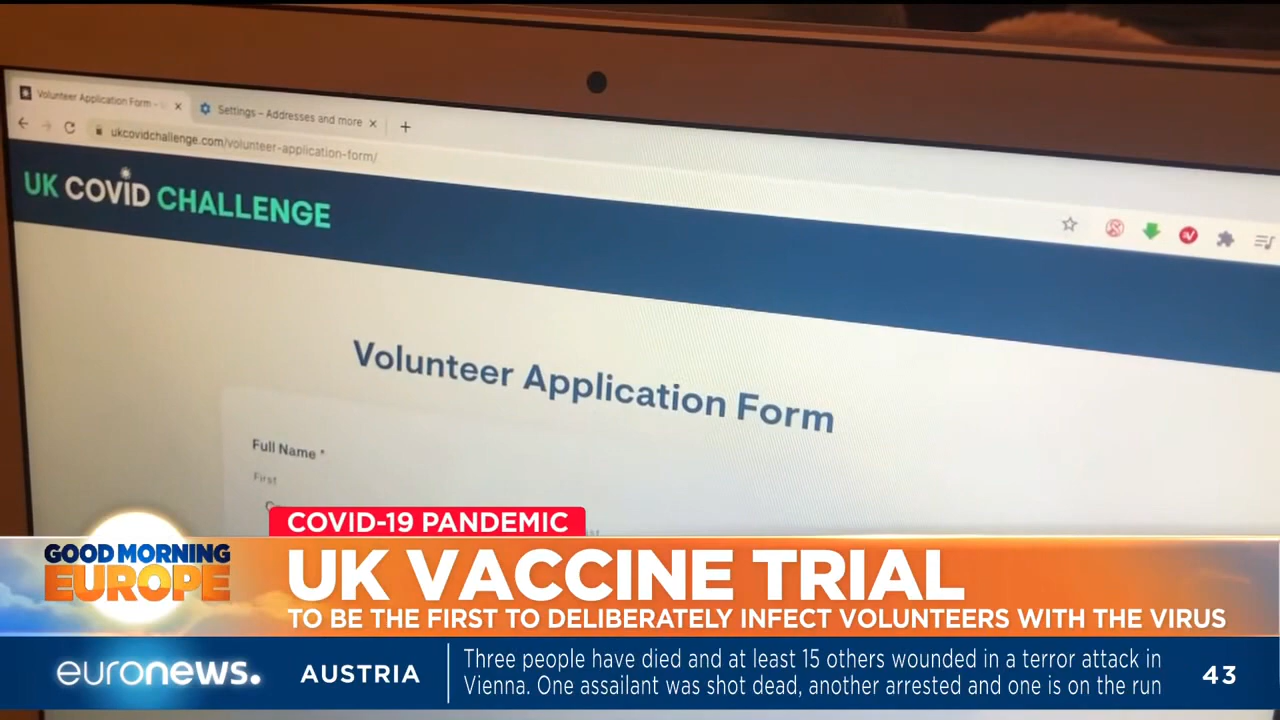 Volunteer Application Form –
Settings – Addresses and more
ukcovidchallenge.com/volunteer-application-form/
UK COVID CHALLENGE
Volunteer Application Form
Full Name *
First
COVID-19 PANDEMIC
GOOD MORNING
EUROPE
UK VACCINE TRIAL
TO BE THE FIRST TO DELIBERATELY INFECT VOLUNTEERS WITH THE VIRUS
euronews.
AUSTRIA
Three people have died and at least 15 others wounded in a terror attack in
Vienna. One assailant was shot dead, another arrested and one is on the run
43